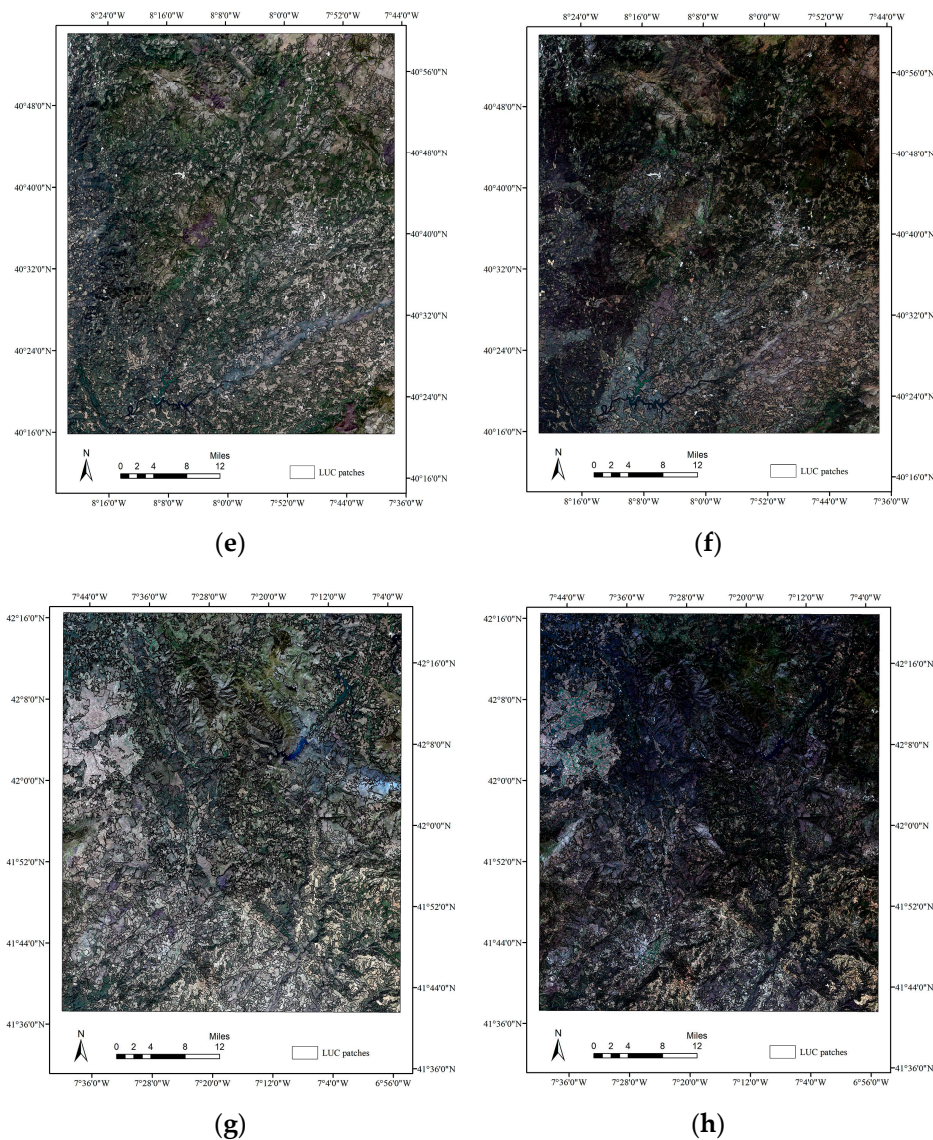 8°24'0"W 8°16'0"W 8°8'0"W 8°0'0"W 7°52'0"W 7°44'0"W
40°56'0"N
40°48'0"N
40°48'0"N
40°40'0"N
40°40'0"N
40°32'0"N
40°32'0"N
40°24'0"N
40°24'0"N
40°16'0"N
40°16'0"N
N
Miles
0 2 4 8 12
LUC patches
8°16'0"W 8°8'0"W 8°0'0"W 7°52'0"W 7°44'0"W 7°36'0"W
(e)
8°24'0"W 8°16'0"W 8°8'0"W 8°0'0"W 7°52'0"W 7°44'0"W
40°56'0"N
40°48'0"N
40°48'0"N
40°40'0"N
40°40'0"N
40°32'0"N
40°32'0"N
40°24'0"N
40°24'0"N
40°16'0"N
40°16'0"N
N
Miles
0 2 4 8 12
LUC patches
8°16'0"W 8°8'0"W 8°0'0"W 7°52'0"W 7°44'0"W 7°36'0"W
(f)
7°44'0"W 7°36'0"W 7°28'0"W 7°20'0"W 7°12'0"W 7°4'0"W
42°16'0"N
42°16'0"N
42°8'0"N
42°8'0"N
42°0'0"N
42°0'0"N
41°52'0"N
41°52'0"N
41°44'0"N
41°44'0"N
41°36'0"N
41°36'0"N
N
Miles
0 2 4 8 12
LUC patches
7°36'0"W 7°28'0"W 7°20'0"W 7°12'0"W 7°4'0"W 6°56'0"W
(g)
7°44'0"W 7°36'0"W 7°28'0"W 7°20'0"W 7°12'0"W 7°4'0"W
42°16'0"N
42°16'0"N
42°8'0"N
42°8'0"N
42°0'0"N
42°0'0"N
41°52'0"N
41°52'0"N
41°44'0"N
41°44'0"N
41°36'0"N
41°36'0"N
N
Miles
0 2 4 8 12
LUC patches
7°36'0"W 7°28'0"W 7°20'0"W 7°12'0"W 7°4'0"W 6°56'0"W
(h)